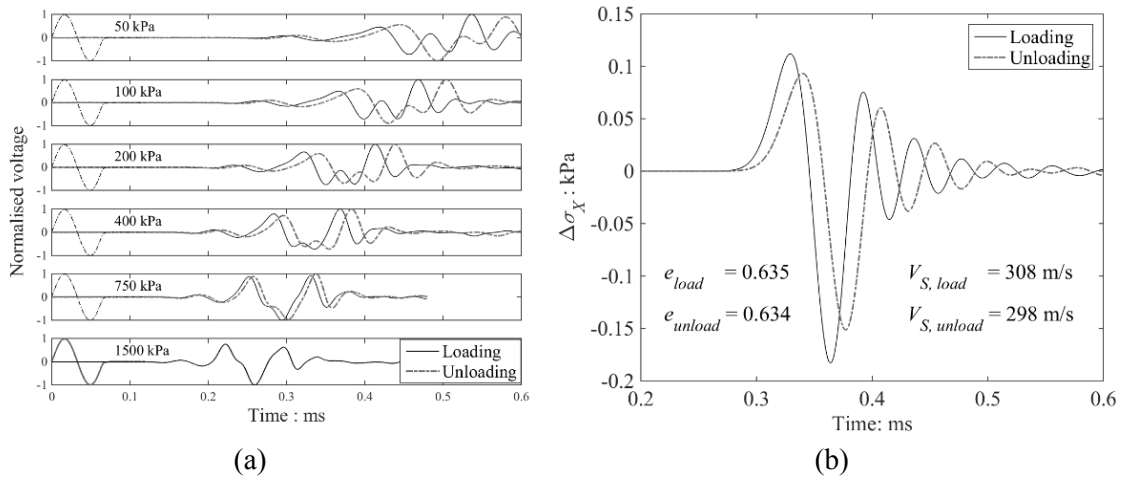 Normalised voltage
50 kPa
1
0
-1
100 kPa
1
0
-1
200 kPa
1
0
-1
400 kPa
1
0
-1
750 kPa
1
0
-1
1500 kPa
1
0
-1
Loading
Unloading
0 0.1 0.2 0.3 0.4 0.5 0.6
Time : ms
(a)
Δσ_X : kPa
0.15
0.1
0.05
0
-0.05
-0.1
-0.15
-0.2
Loading
Unloading
e_load = 0.635 V_S, load = 308 m/s
e_unload = 0.634 V_S, unload = 298 m/s
0.2 0.3 0.4 0.5 0.6
Time: ms
(b)